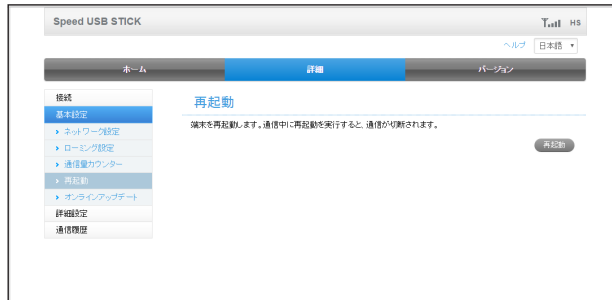 Speed USB STICK
HS
ヘルプ 日本語
ホーム 詳細 バージョン
接続
基本設定
ネットワーク設定
ローミング設定
通信量カウンター
再起動
オンラインアップデート
詳細設定
通信履歴
再起動
端末を再起動します。通信中に再起動を実行すると、通信が切断されます。
再起動